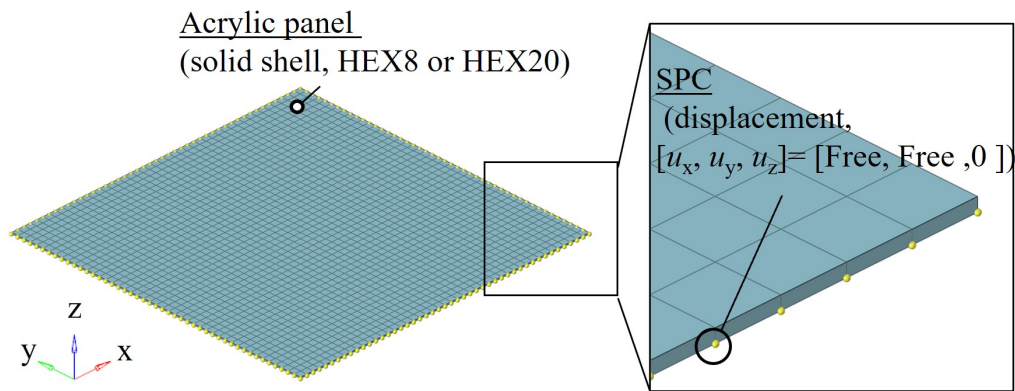 Acrylic panel
(solid shell, HEX8 or HEX20)
SPC
(displacement,
[ux, uy, uz]= [Free, Free ,0 ])
z
y
x